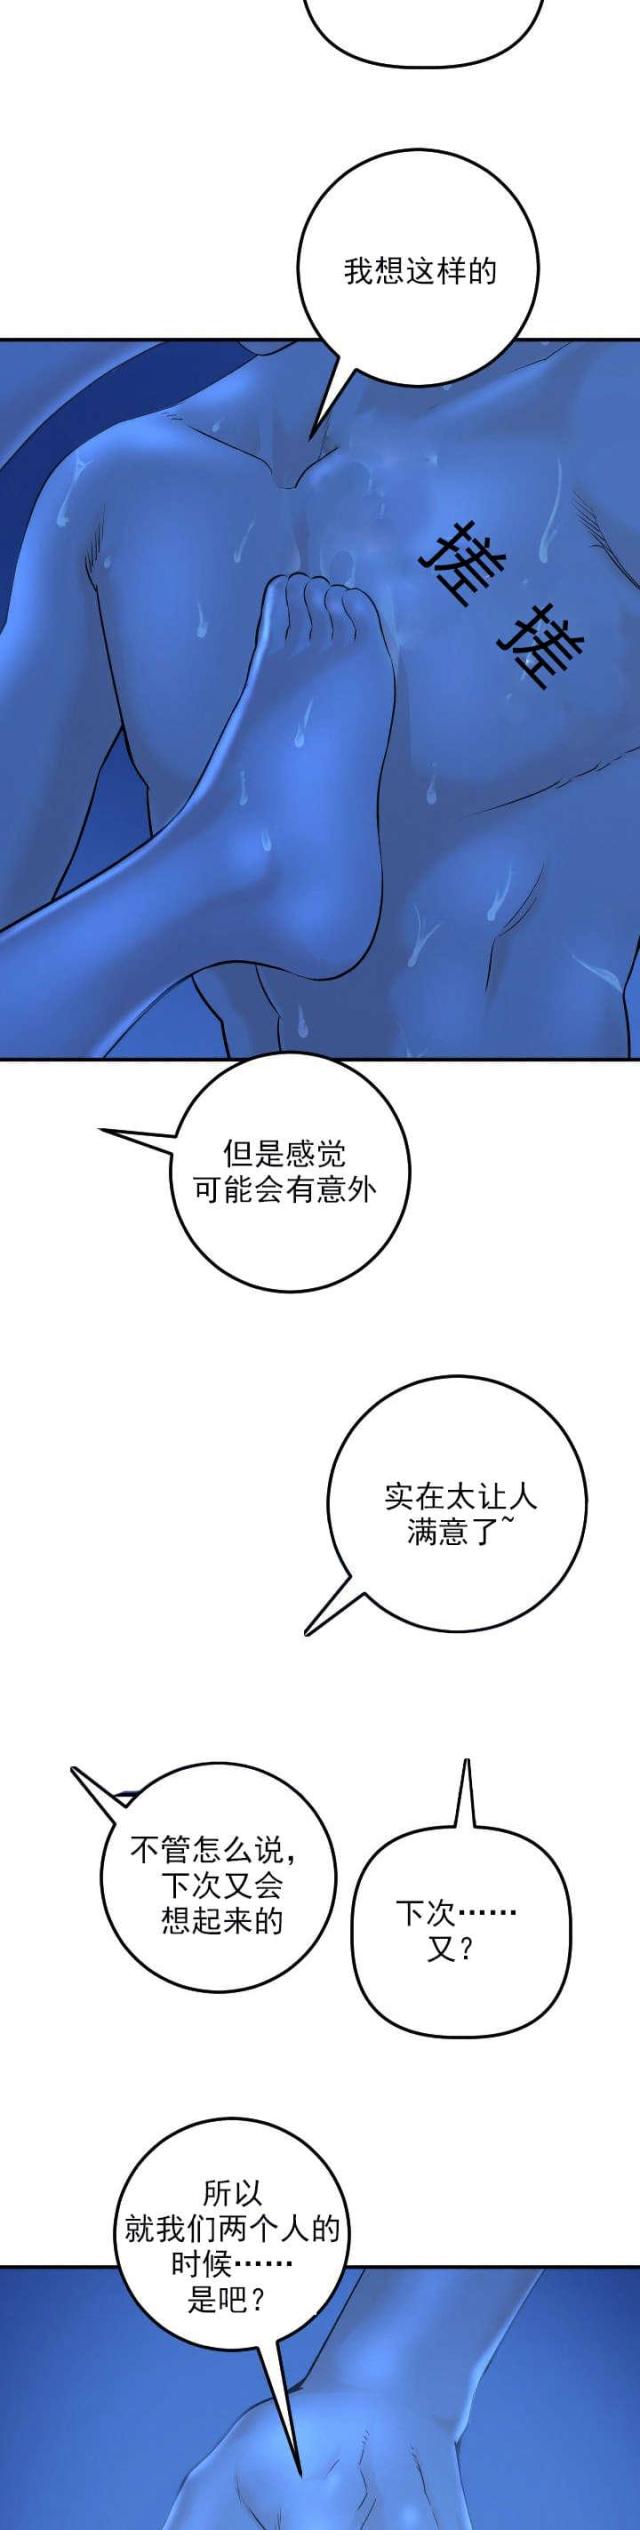 我想这样的
搓
搓
但是感觉
可能会有意外
实在太让人
满意了~
不管怎么说，
下次又会
想起来的
下次……
又？
所以
就我们两个人的
时候……
是吧？